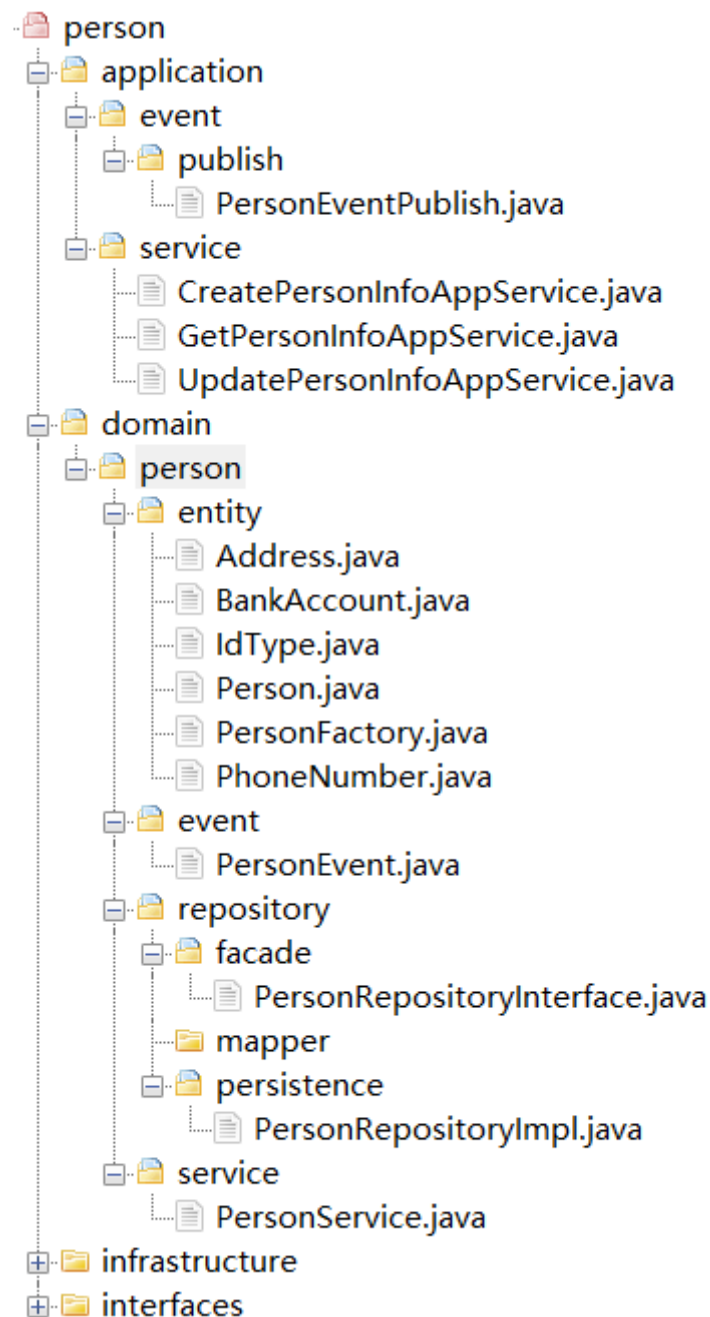 person
application
event
publish
PersonEventPublish.java
service
CreatePersonInfoAppService.java
GetPersonInfoAppService.java
UpdatePersonInfoAppService.java
domain
person
entity
Address.java
BankAccount.java
IdType.java
Person.java
PersonFactory.java
PhoneNumber.java
event
PersonEvent.java
repository
facade
PersonRepositoryInterface.java
mapper
persistence
PersonRepositoryImpl.java
service
PersonService.java
infrastructure
interfaces